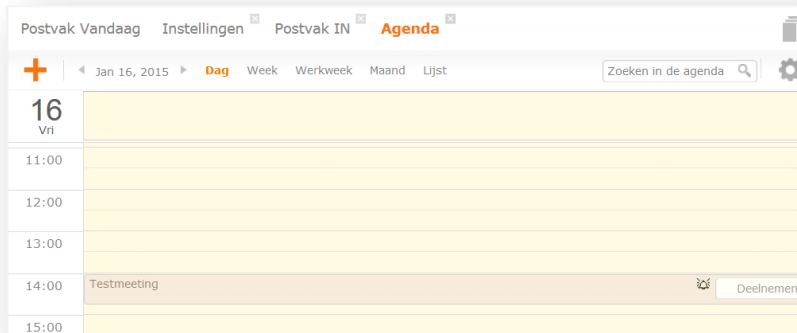 Postvak Vandaag Instellingen Postvak IN Agenda
Jan 16, 2015 Dag Week Werkweek Maand Lijst Zoeken in de agenda
16
Vri
11:00
12:00
13:00
14:00 Testmeeting Deelnemen
15:00